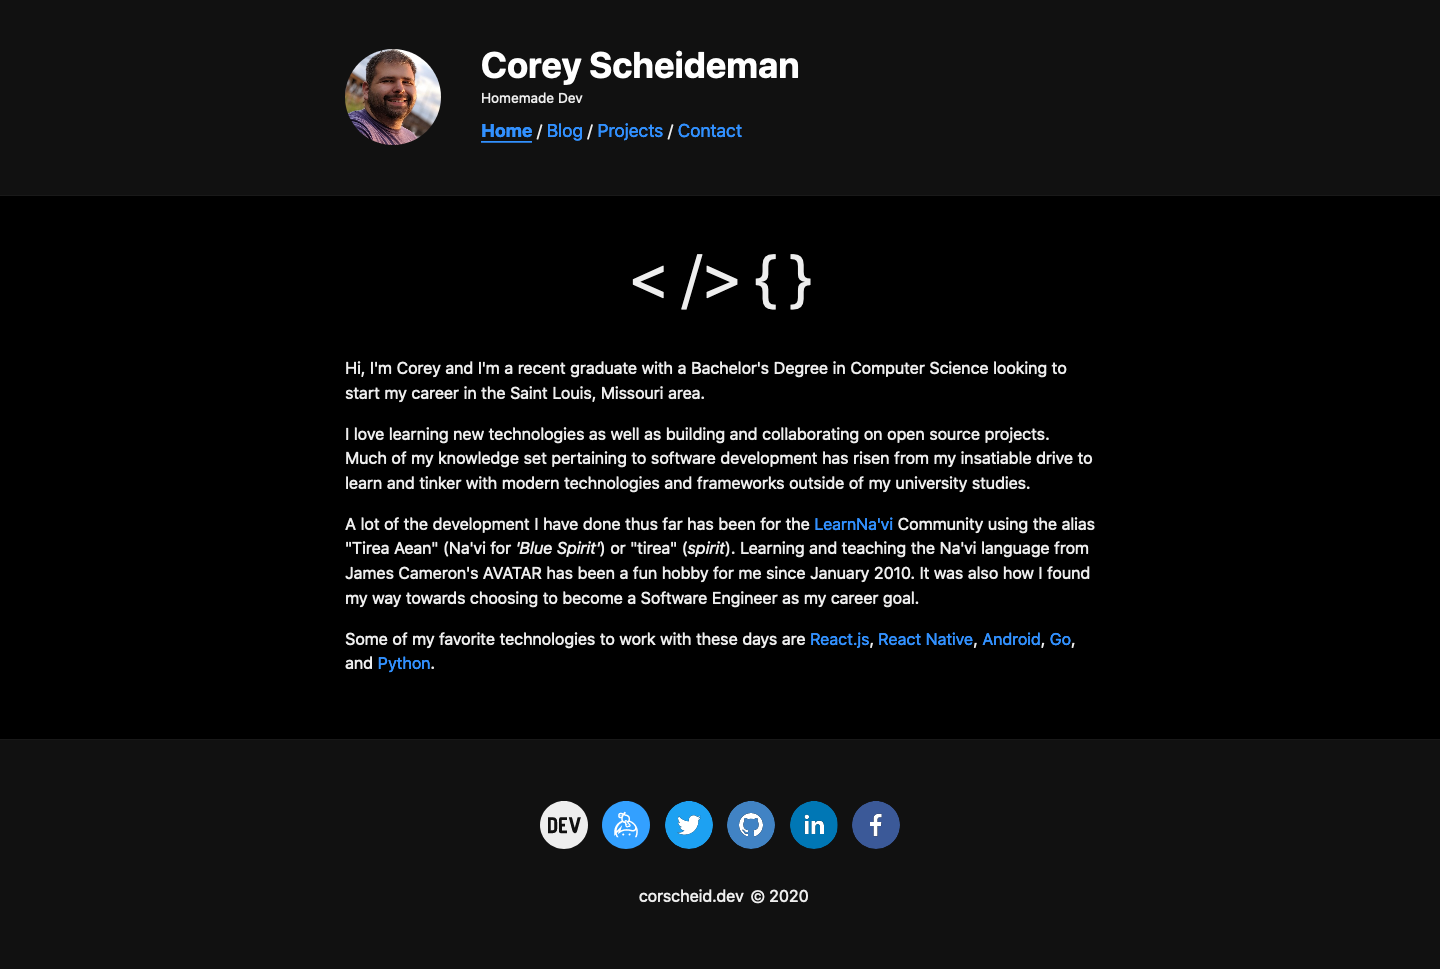 Corey Scheideman
Homemade Dev
Home / Blog / Projects / Contact
</> {}
Hi, I'm Corey and I'm a recent graduate with a Bachelor's Degree in Computer Science looking to
start my career in the Saint Louis, Missouri area.
I love learning new technologies as well as building and collaborating on open source projects.
Much of my knowledge set pertaining to software development has risen from my insatiable drive to
learn and tinker with modern technologies and frameworks outside of my university studies.
A lot of the development I have done thus far has been for the LearnNa'vi Community using the alias
"Tirea Aean" (Na'vi for 'Blue Spirit') or "tirea" (spirit). Learning and teaching the Na'vi language from
James Cameron's AVATAR has been a fun hobby for me since January 2010. It was also how I found
my way towards choosing to become a Software Engineer as my career goal.
Some of my favorite technologies to work with these days are React.js, React Native, Android, Go,
and Python.
DEV
in
f
corscheid.dev © 2020